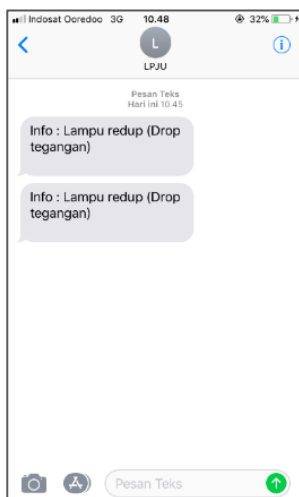 Indosat Ooredoo 3G 10.48 32%
L
LPJU
Pesan Teks
Hari ini 10.45
Info : Lampu redup (Drop
tegangan)
Info : Lampu redup (Drop
tegangan)
Pesan Teks